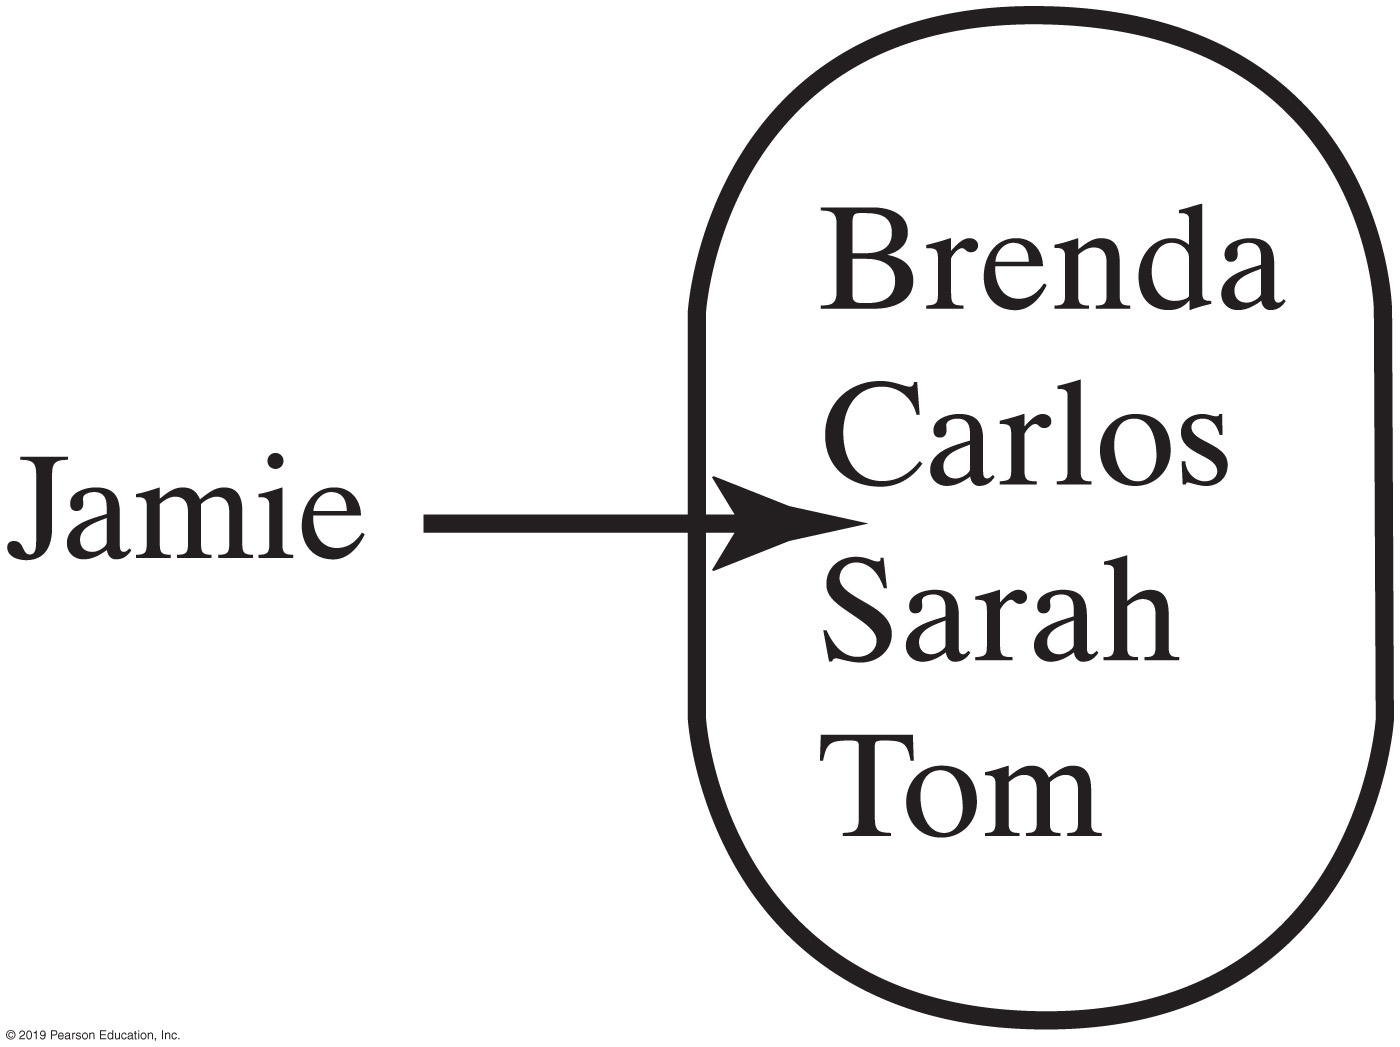 Brenda
Carlos
Jamie
Sarah
Tom
© 2019 Pearson Education, Inc.